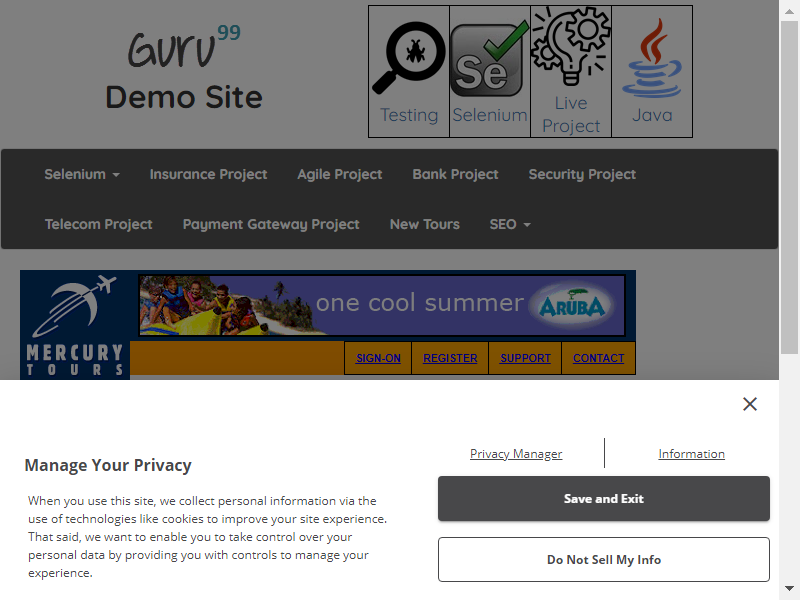 Guru99
Demo Site
Se
Testing
Selenium
Live
Project
Java
Selenium
Insurance Project
Agile Project
Bank Project
Security Project
Telecom Project
Payment Gateway Project
New Tours
SEO
one cool summer
ARUBA
MERCURY
TOURS
SIGN-ON
REGISTER
SUPPORT
CONTACT
Manage Your Privacy
When you use this site, we collect personal information via the
use of technologies like cookies to improve your site experience.
That said, we want to enable you to take control over your
personal data by providing you with controls to manage your
experience.
Privacy Manager
Information
Save and Exit
Do Not Sell My Info